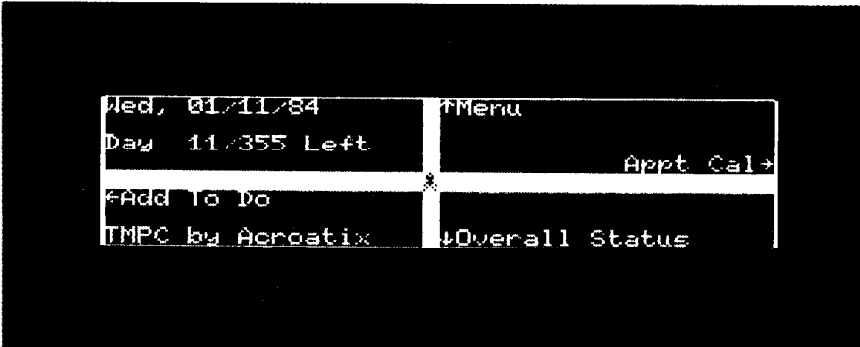 Wed, 01/11/84
Day 11/355 Left
↑Menu
Appt Cal→
←Add To Do
TMPC by Acroatix
↓Overall Status